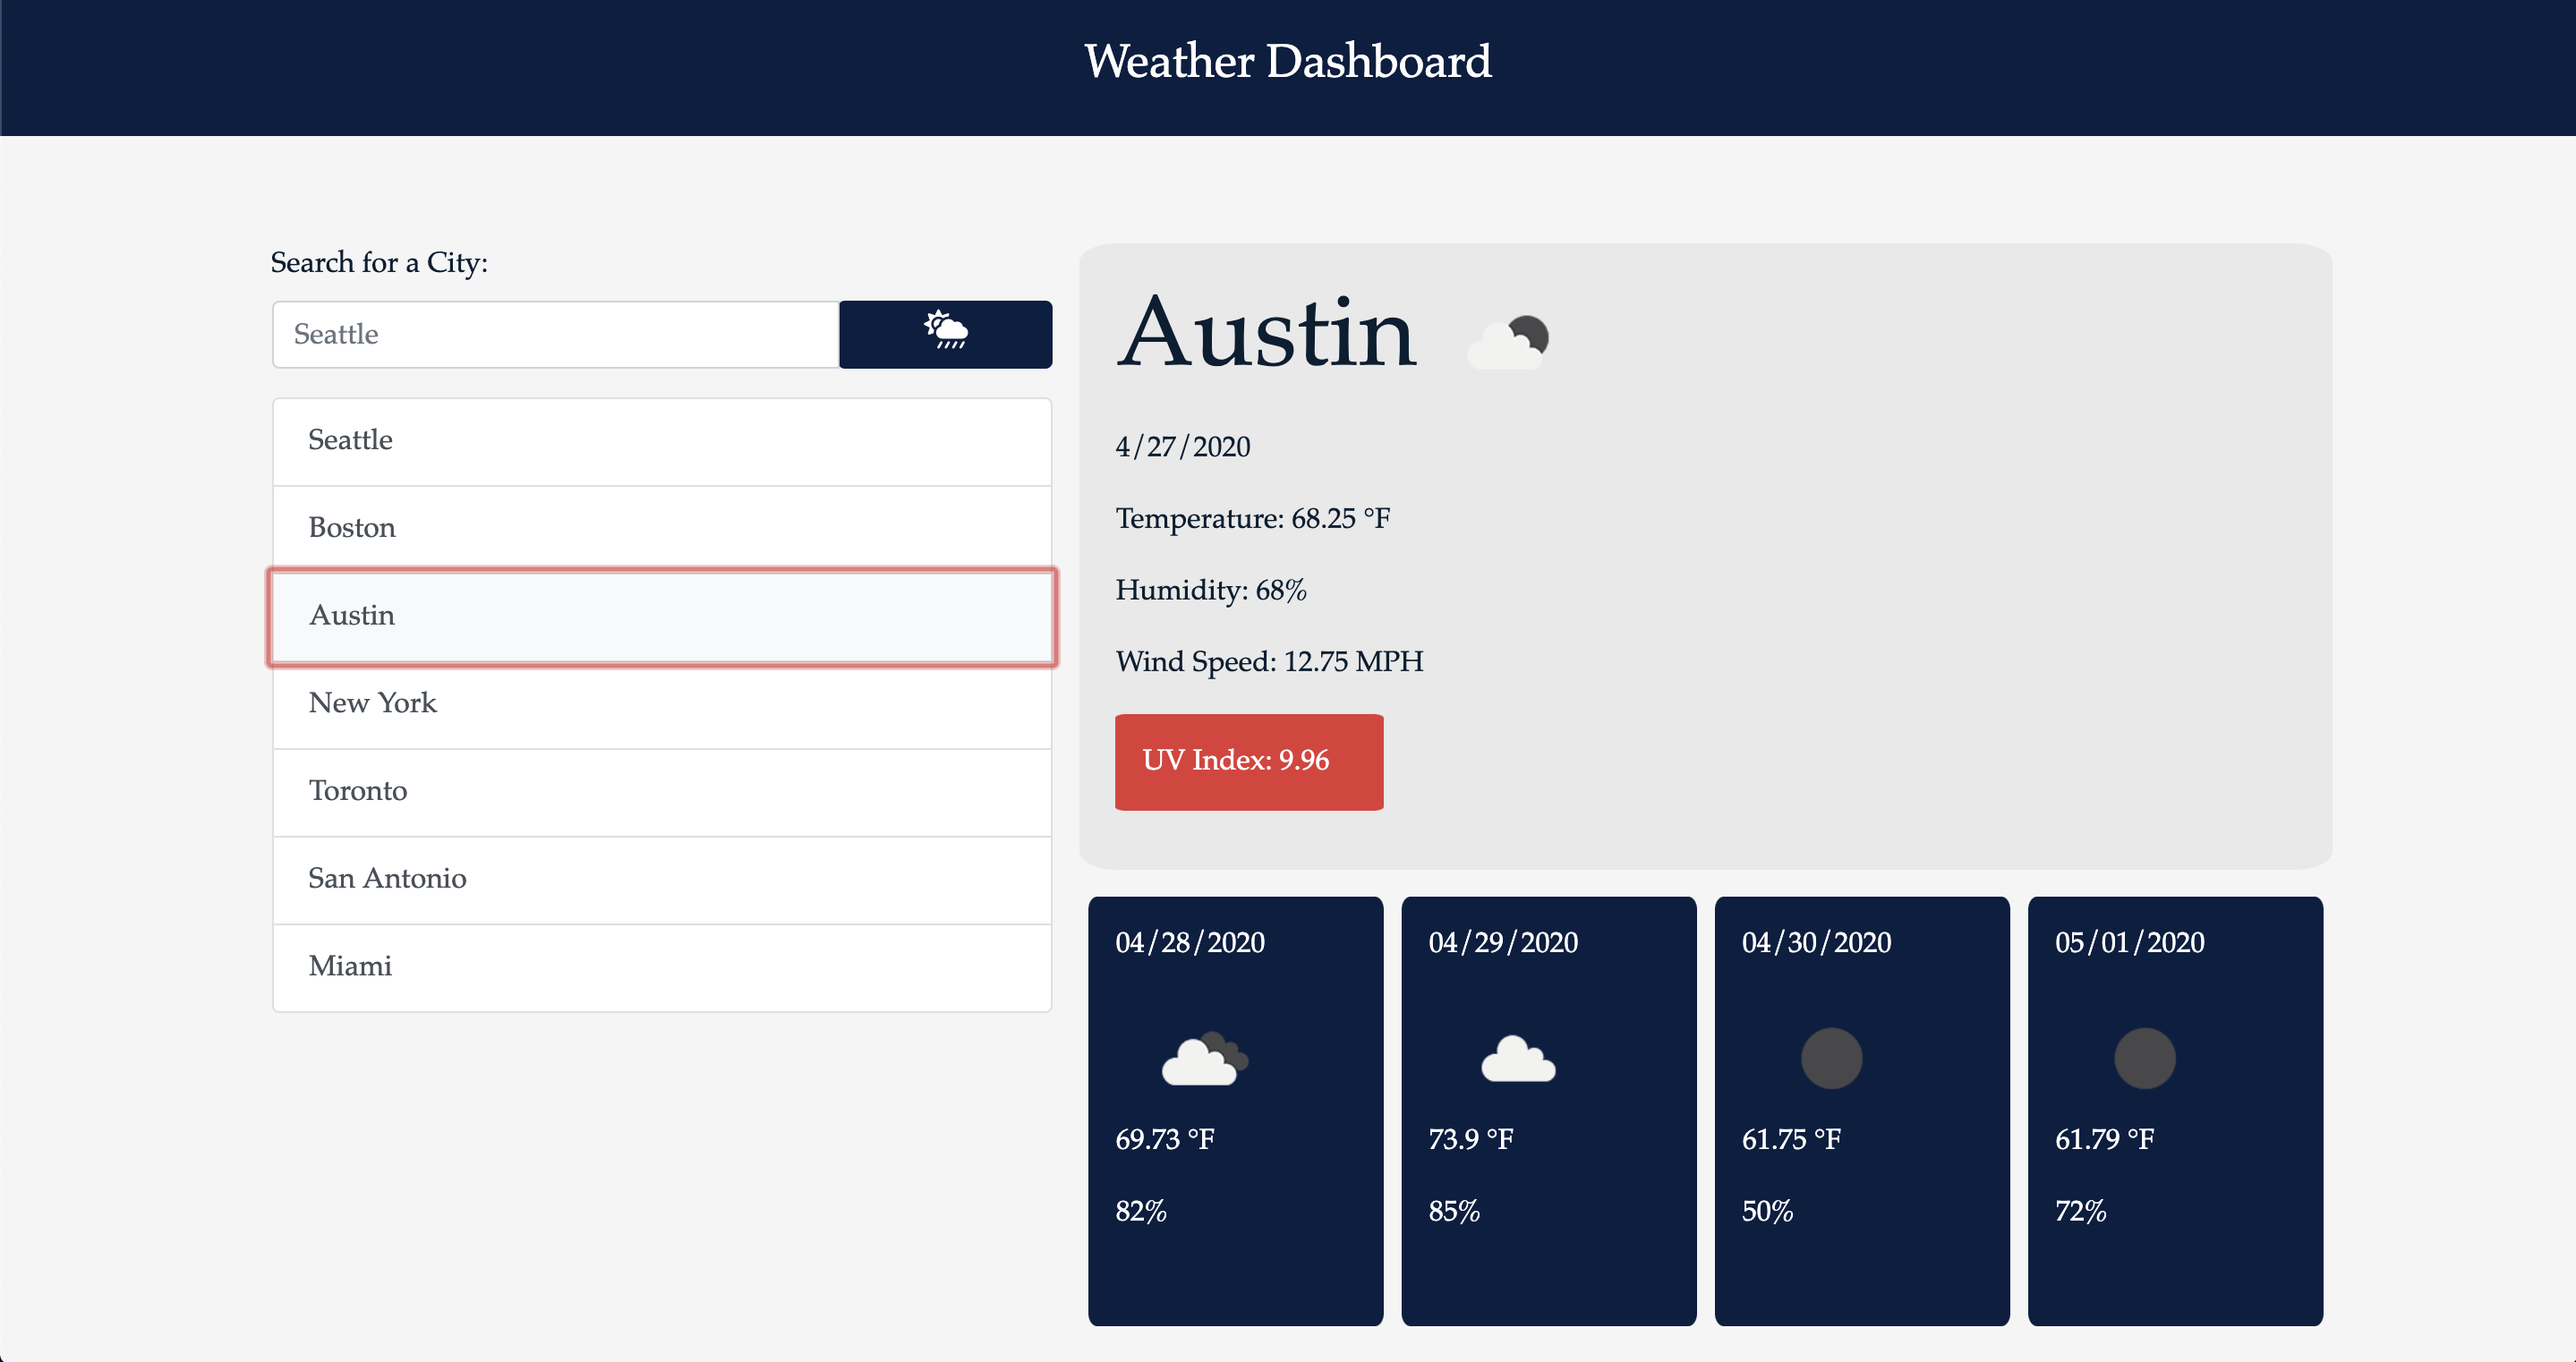 Weather Dashboard
Search for a City:
Seattle
Seattle
Boston
Austin
New York
Toronto
San Antonio
Miami
Austin
4/27/2020
Temperature: 68.25 °F
Humidity: 68%
Wind Speed: 12.75 MPH
UV Index: 9.96
04/28/2020
69.73 °F
82%
04/29/2020
73.9 °F
85%
04/30/2020
61.75 °F
50%
05/01/2020
61.79 °F
72%